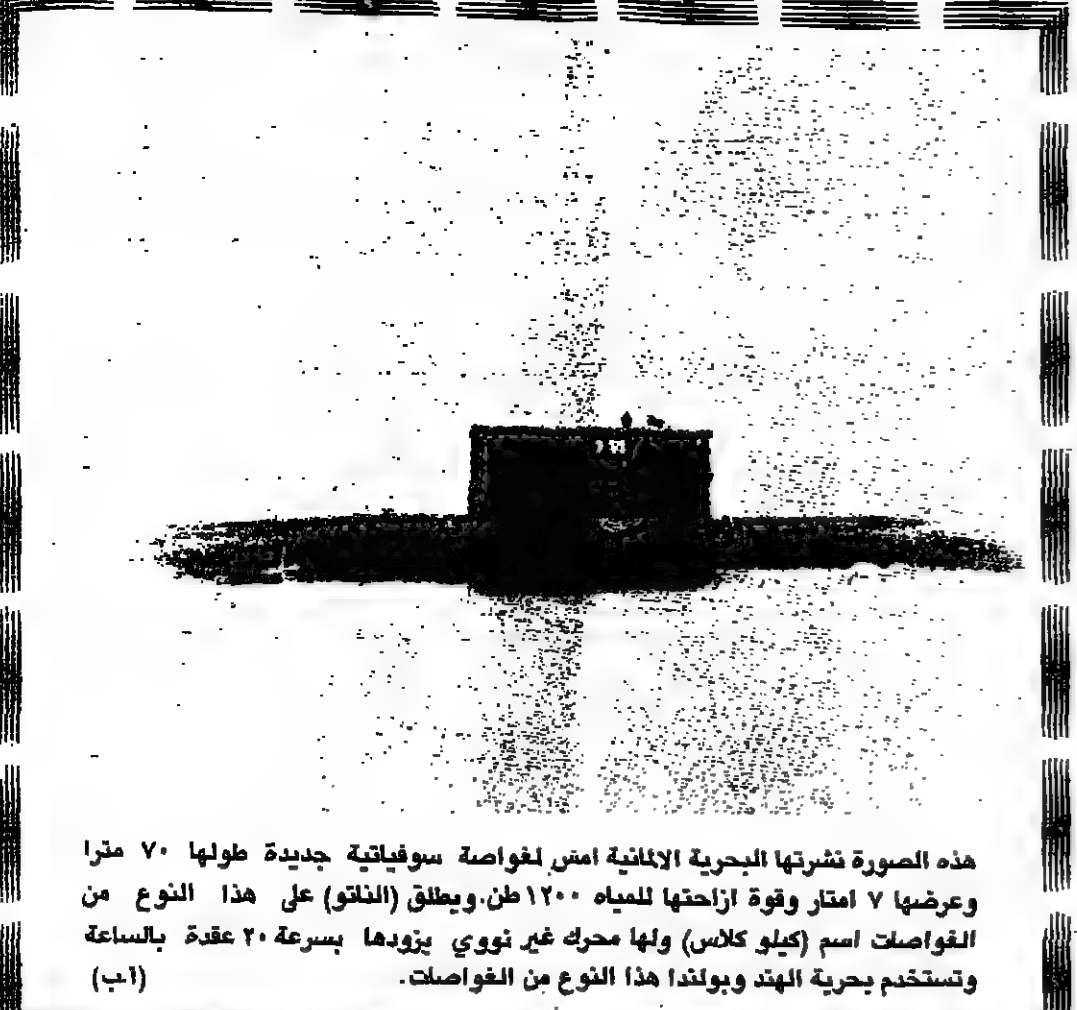 هذه الصورة نشرتها البحرية الالمانية امس لغواصة سوفياتية جديدة طولها ٧٠ مترا
وعرضها ٧ امتار وقوة ازاحتها للمياه ١٢٠٠ طن. ويطلق (الناتو) على هذا النوع من
الغواصات اسم (كيلو كلاس) ولها محرك غير نووي يزودها بسرعة ٢٠ عقدة بالساعة
وتستخدم بحرية الهند وبولندا هذا النوع من الغواصات. (ا.ب)